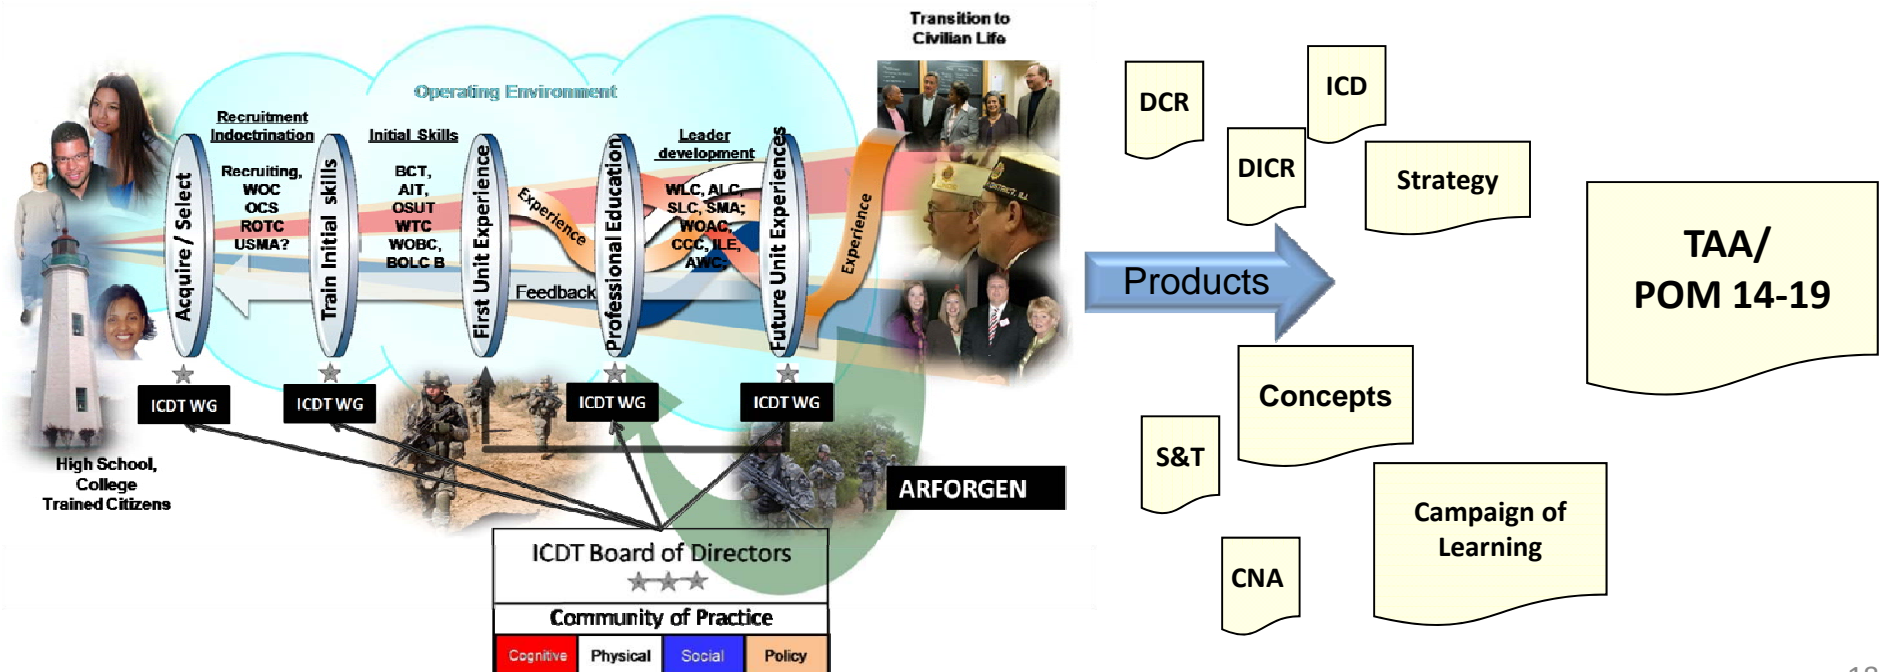 Transition to
Civilian Life
Operating Environment
Recruitment
Indoctrination
Recruiting,
WOC
OCS
ROTC
USMA?
Initial Skills
BCT,
AIT,
OSUT
WTC
WOBC,
BOLC B
Leader
development
WLC, ALC,
SLC, SMA;
WOAC,
CCC, ILE,
AWC;
Acquire / Select
Train Initial skills
First Unit Experience
Experience
Professional Education
Future Unit Experiences
Experience
Feedback
ICDT WG
ICDT WG
ICDT WG
ICDT WG
High School,
College
Trained Citizens
ARFORGEN
ICDT Board of Directors
Community of Practice
Cognitive
Physical
Social
Policy
Products
DCR
ICD
DICR
Strategy
TAA/
POM 14-19
Concepts
S&T
Campaign of
Learning
CNA